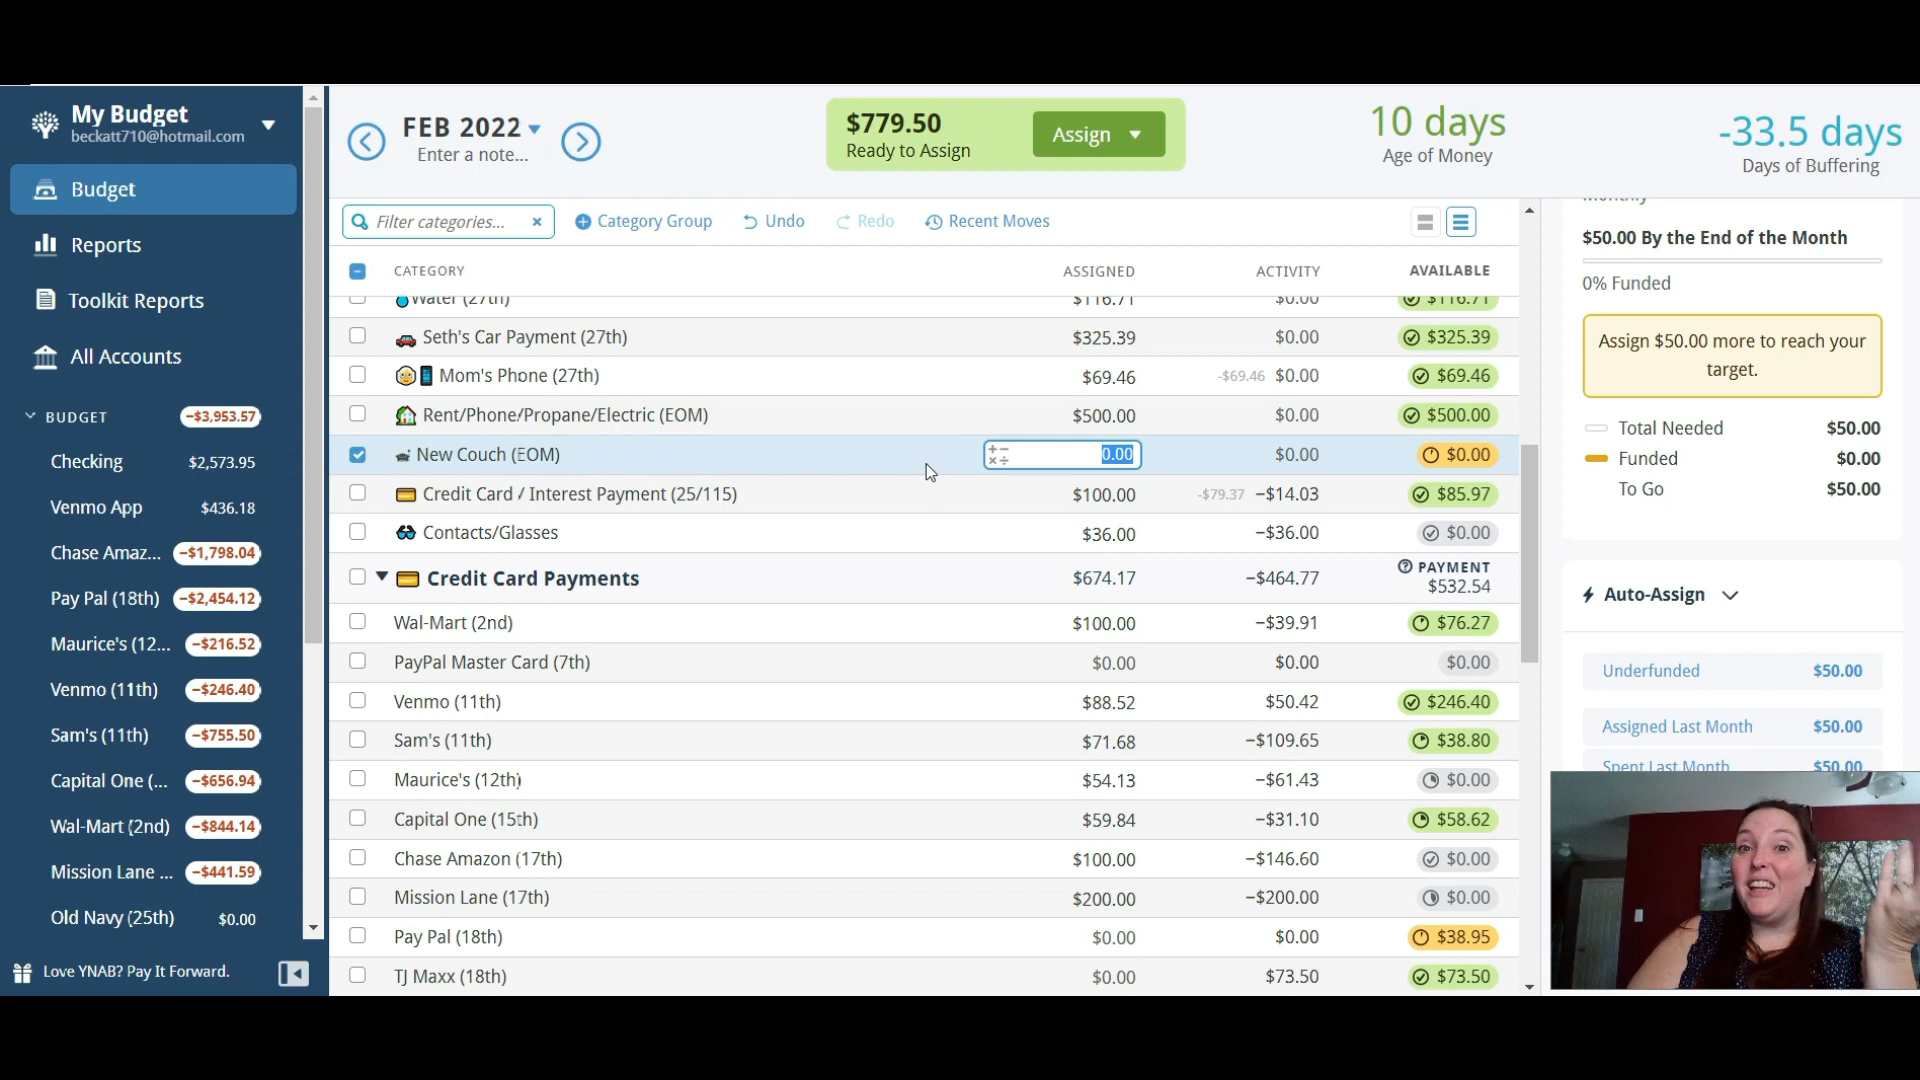 My Budget
beckatt710@hotmail.com
Budget
Reports
Toolkit Reports
All Accounts
BUDGET −$3,953.57
Checking $2,573.95
Venmo App $436.18
Chase Amaz... −$1,798.04
Pay Pal (18th) −$2,454.12
Maurice's (12... −$216.52
Venmo (11th) −$246.40
Sam's (11th) −$755.50
Capital One (... −$656.94
Wal-Mart (2nd) −$844.14
Mission Lane ... −$441.59
Old Navy (25th) $0.00
Love YNAB? Pay It Forward.
FEB 2022
Enter a note...
$779.50
Ready to Assign
Assign
10 days
Age of Money
-33.5 days
Days of Buffering
Filter categories...
Category Group
Undo
Redo
Recent Moves
CATEGORY ASSIGNED ACTIVITY AVAILABLE
Water (27th) $116.71 $0.00 $116.71
Seth's Car Payment (27th) $325.39 $0.00 $325.39
Mom's Phone (27th) $69.46 -$69.46 $0.00 $69.46
Rent/Phone/Propane/Electric (EOM) $500.00 $0.00 $500.00
New Couch (EOM) 0.00 $0.00 $0.00
Credit Card / Interest Payment (25/115) $100.00 -$79.37 −$14.03 $85.97
Contacts/Glasses $36.00 −$36.00 $0.00
Credit Card Payments $674.17 −$464.77 PAYMENT
$532.54
Wal-Mart (2nd) $100.00 −$39.91 $76.27
PayPal Master Card (7th) $0.00 $0.00 $0.00
Venmo (11th) $88.52 $50.42 $246.40
Sam's (11th) $71.68 −$109.65 $38.80
Maurice's (12th) $54.13 −$61.43 $0.00
Capital One (15th) $59.84 −$31.10 $58.62
Chase Amazon (17th) $100.00 −$146.60 $0.00
Mission Lane (17th) $200.00 −$200.00 $0.00
Pay Pal (18th) $0.00 $0.00 $38.95
TJ Maxx (18th) $0.00 $73.50 $73.50
Monthly
$50.00 By the End of the Month
0% Funded
Assign $50.00 more to reach your
target.
Total Needed $50.00
Funded $0.00
To Go $50.00
Auto-Assign
Underfunded $50.00
Assigned Last Month $50.00
Spent Last Month $50.00